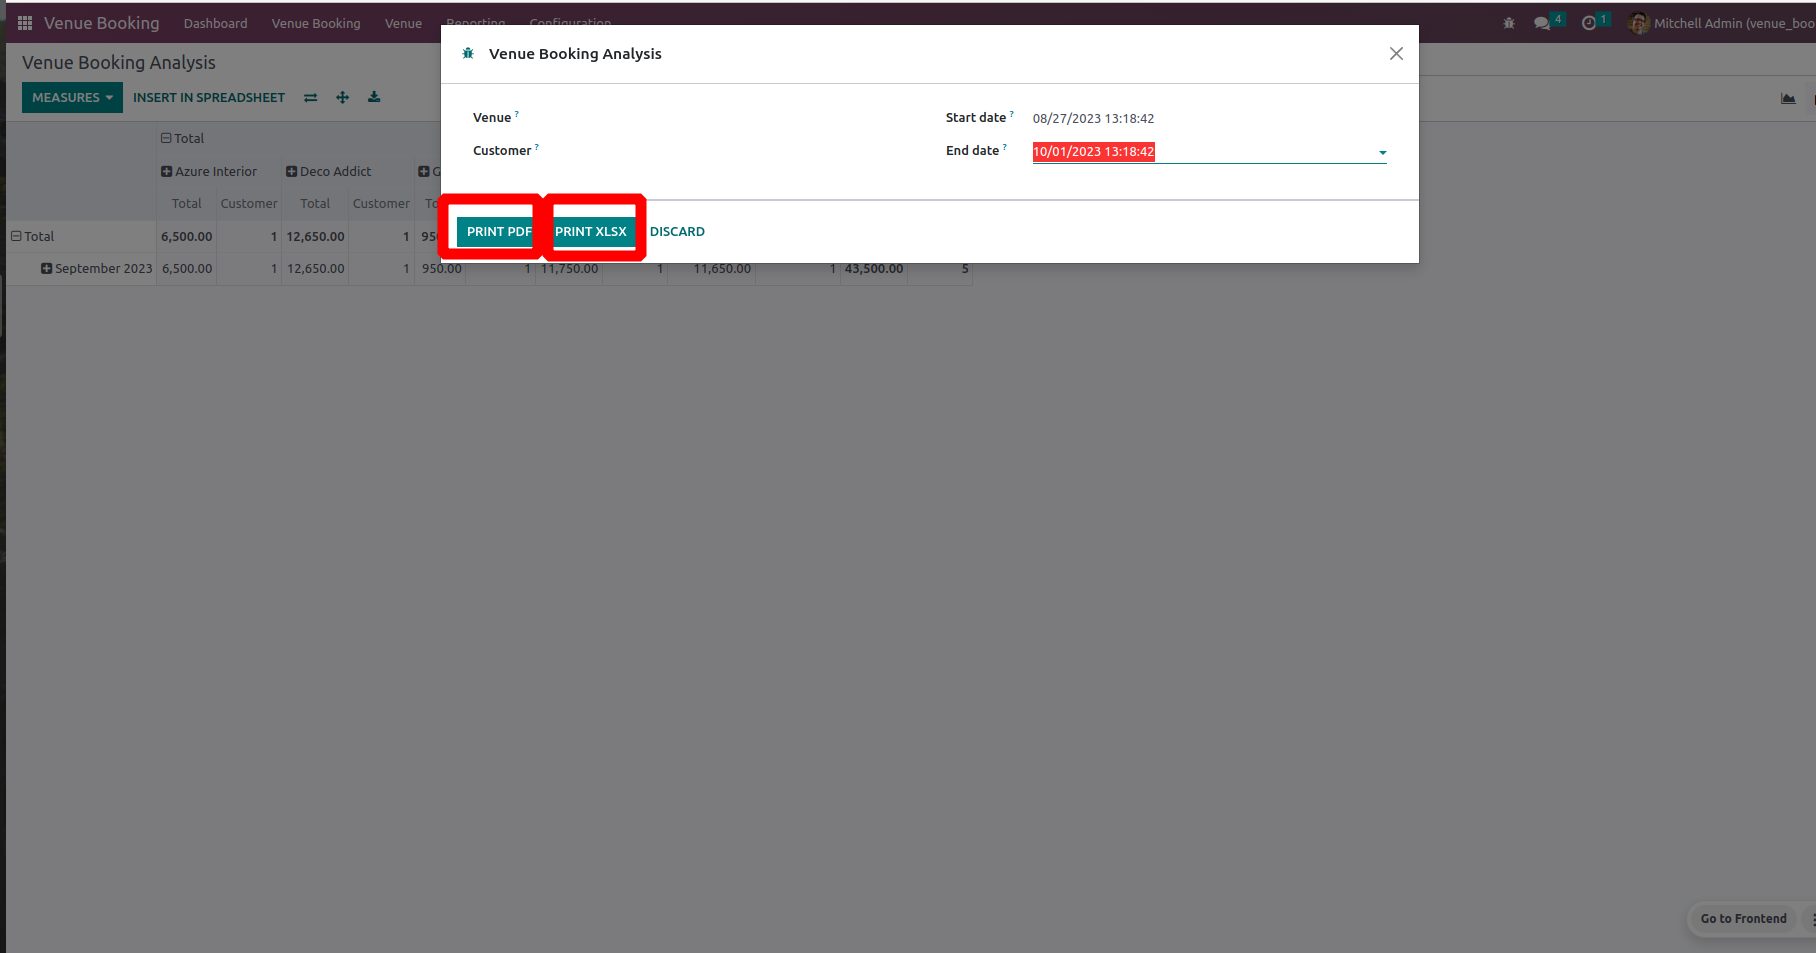 Venue Booking Dashboard Venue Booking Venue Reporting Configuration 4 1 Mitchell Admin (venue_boo
Venue Booking Analysis
MEASURES INSERT IN SPREADSHEET
Venue Booking Analysis
Venue ? Start date ? 08/27/2023 13:18:42
Customer ? End date ? 10/01/2023 13:18:42
PRINT PDF PRINT XLSX DISCARD
Total
Azure Interior Deco Addict G
Total Customer Total Customer To
Total 6,500.00 1 12,650.00 1 950
September 2023 6,500.00 1 12,650.00 1 950.00 1 11,750.00 1 11,650.00 1 43,500.00 5
Go to Frontend